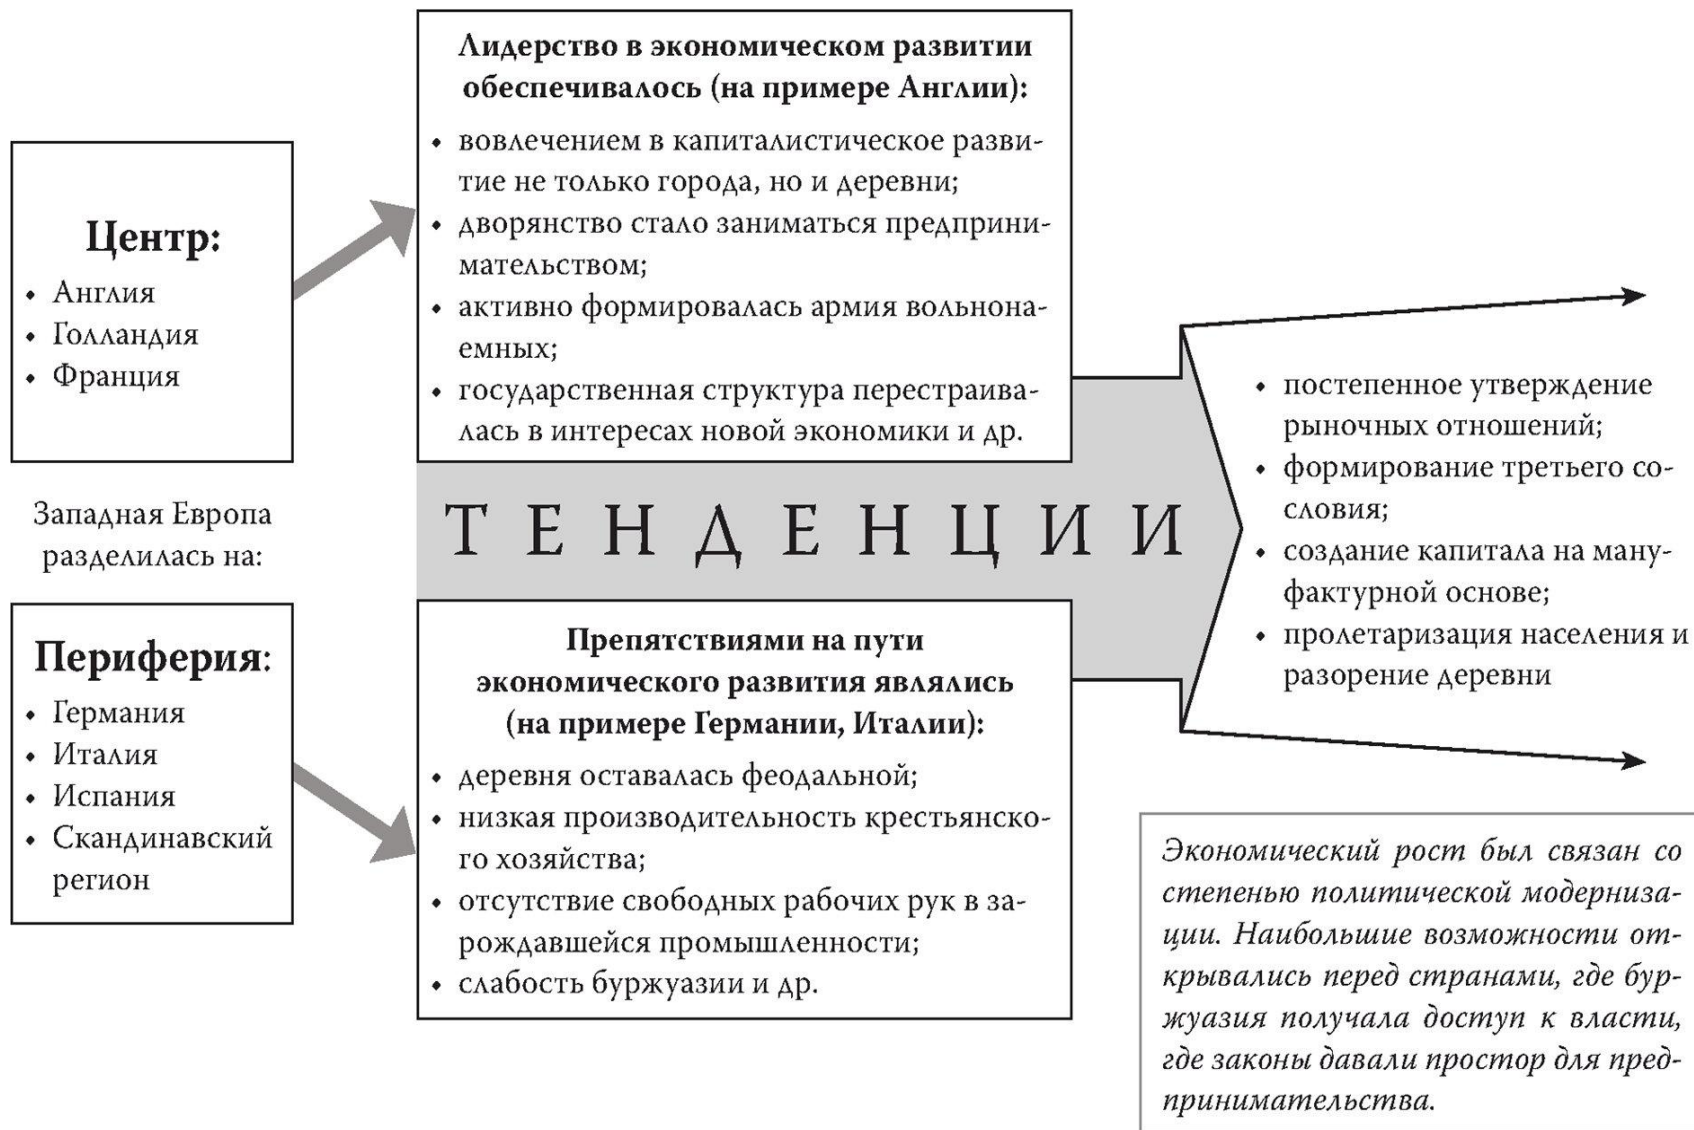 Западная Европа
разделилась на:
Центр:
• Англия
• Голландия
• Франция
Периферия:
• Германия
• Италия
• Испания
• Скандинавский
регион
Лидерство в экономическом развитии
обеспечивалось (на примере Англии):
• вовлечением в капиталистическое разви-
тие не только города, но и деревни;
• дворянство стало заниматься предприни-
мательством;
• активно формировалась армия вольнона-
емных;
• государственная структура перестраива-
лась в интересах новой экономики и др.
ТЕНДЕНЦИИ
Препятствиями на пути
экономического развития являлись
(на примере Германии, Италии):
• деревня оставалась феодальной;
• низкая производительность крестьянско-
го хозяйства;
• отсутствие свободных рабочих рук в за-
рождавшейся промышленности;
• слабость буржуазии и др.
• постепенное утверждение
рыночных отношений;
• формирование третьего со-
словия;
• создание капитала на ману-
фактурной основе;
• пролетаризация населения и
разорение деревни
Экономический рост был связан со
степенью политической модерниза-
ции. Наибольшие возможности от-
крывались перед странами, где бур-
жуазия получала доступ к власти,
где законы давали простор для пред-
принимательства.